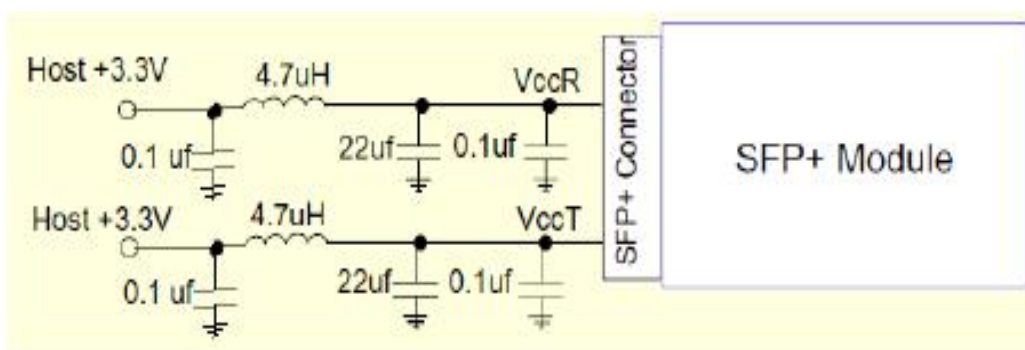 Host +3.3V
4.7uH
VccR
0.1 uf
22uf
0.1uf
Host +3.3V
4.7uH
VccT
0.1 uf
22uf
0.1uf
SFP+ Connector
SFP+ Module